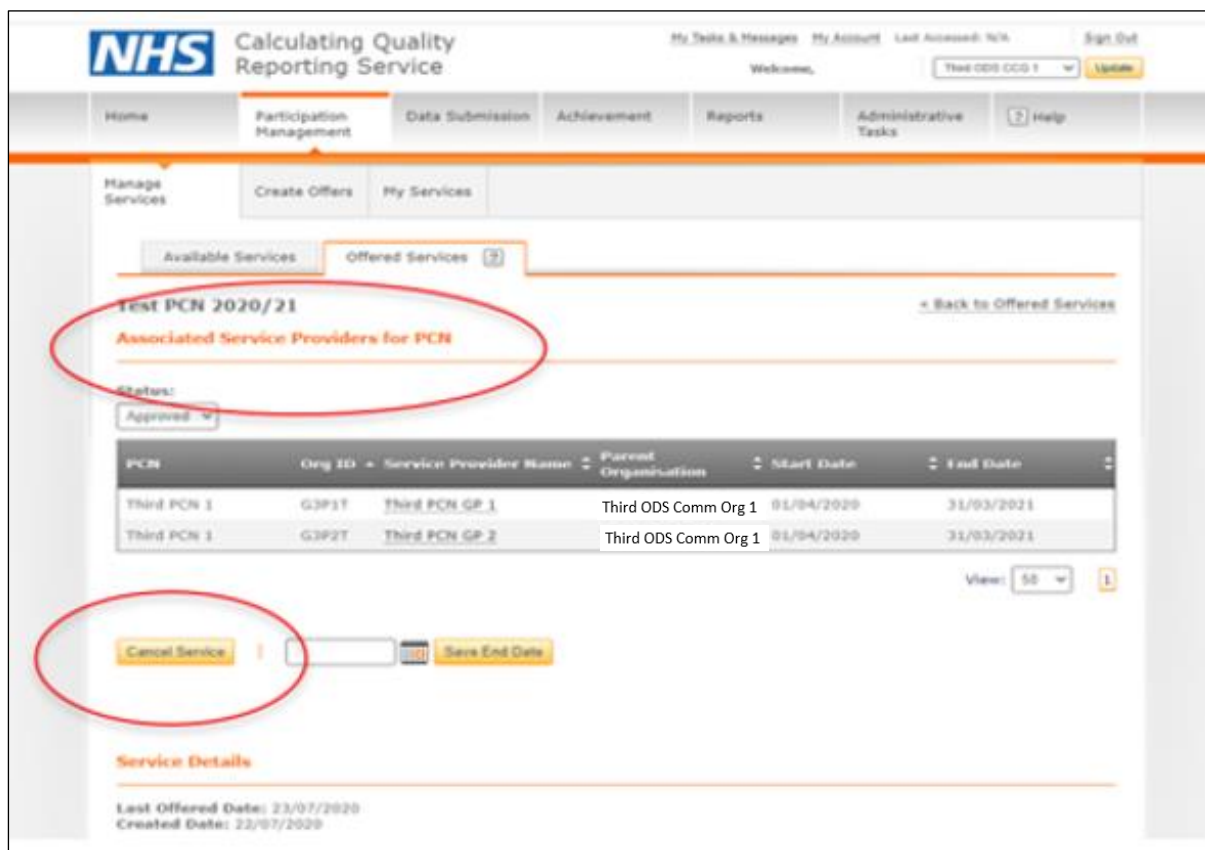 NHS Calculating Quality Reporting Service
My Tasks & Messages My Account Last Accessed: N/A Sign Out
Welcome, Third ODS CCG 1 Update
Home Participation Management Data Submission Achievement Reports Administrative Tasks ? Help
Manage Services Create Offers My Services
Available Services Offered Services ?
Test PCN 2020/21 < Back to Offered Services
Associated Service Providers for PCN
Status:
Approved
PCN Org ID Service Provider Name Parent Organisation Start Date End Date
Third PCN 1 G3P1T Third PCN GP 1 Third ODS Comm Org 1 01/04/2020 31/03/2021
Third PCN 1 G3P2T Third PCN GP 2 Third ODS Comm Org 1 01/04/2020 31/03/2021
View: 50 1
Cancel Service | Save End Date
Service Details
Last Offered Date: 23/07/2020
Created Date: 22/07/2020